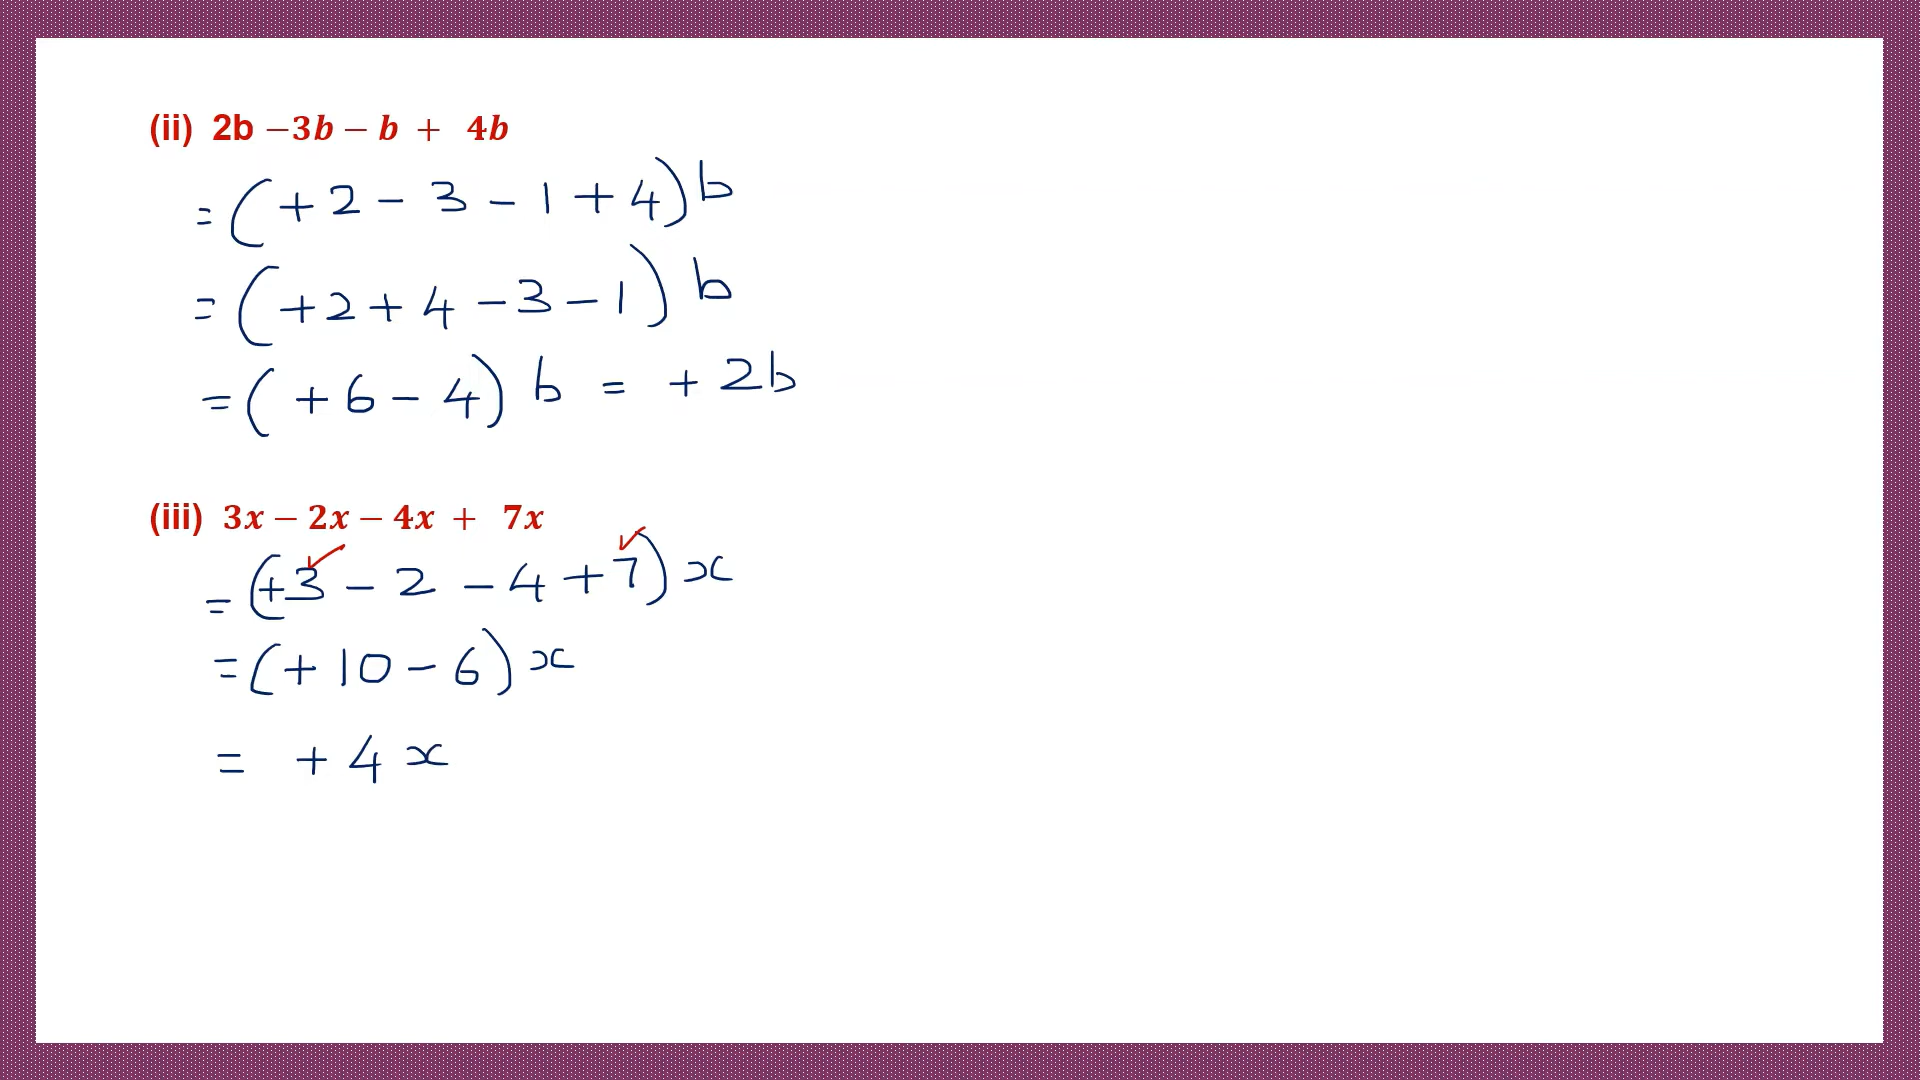 (ii) 2b −3b − b + 4b
= (+2 − 3 − 1 + 4) b
= (+2 + 4 − 3 − 1) b
= (+6 − 4) b = + 2b
(iii) 3x − 2x − 4x + 7x
= (+3 − 2 − 4 + 7) x
= (+10 − 6) x
= + 4x